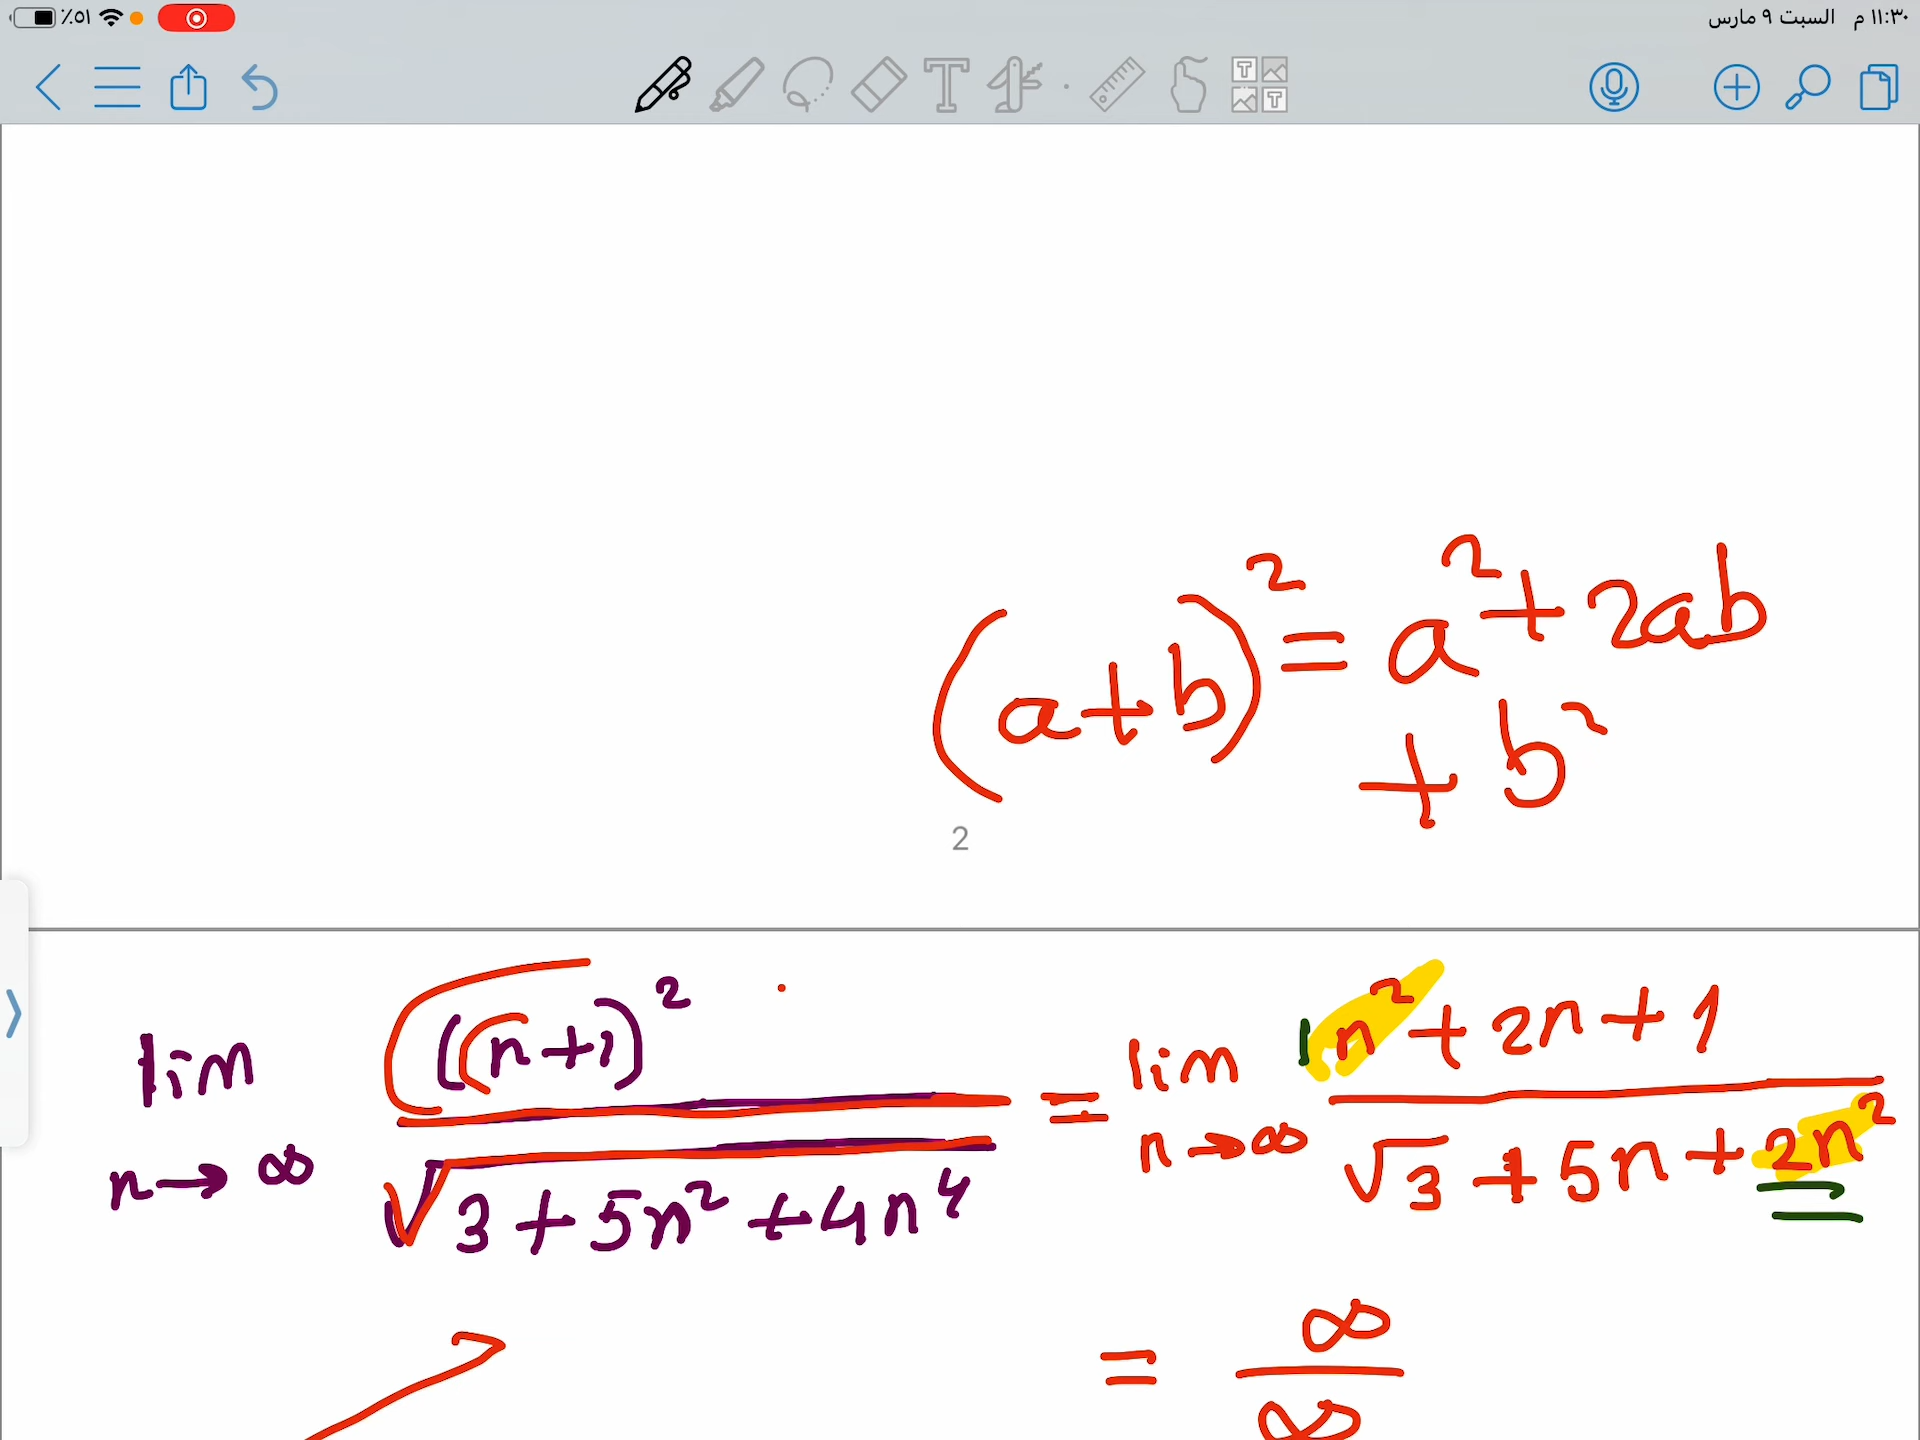 ٪٥١
السبت ٩ مارس ١١:٣٠ م
(a+b)² = a² + 2ab
+ b²
2
lim n→∞ ((n+1)² / √3+5n²+4n⁴ = lim n→∞ 1n²+2n+1 / √3+5n+2n²
= ∞/∞